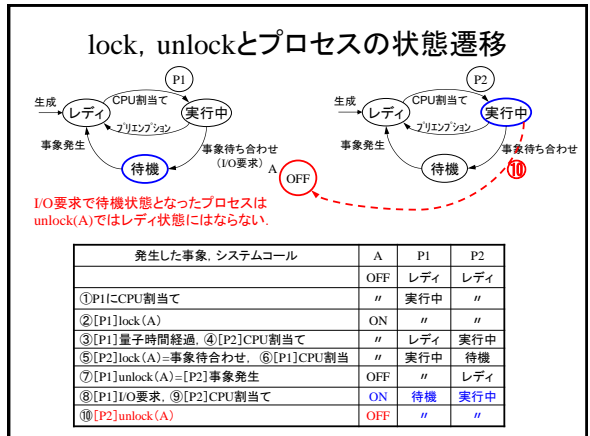 lock, unlockとプロセスの状態遷移
P1
CPU割当て
生成
レディ
実行中
プリエンプション
事象発生
事象待ち合わせ
(I/O要求)
待機
P2
CPU割当て
生成
レディ
実行中
プリエンプション
事象発生
事象待ち合わせ
待機
⑩
A
OFF
I/O要求で待機状態となったプロセスは
unlock(A)ではレディ状態にはならない.
発生した事象, システムコール A P1 P2
OFF レディ レディ
①P1にCPU割当て 〃 実行中 〃
②[P1]lock(A) ON 〃 〃
③[P1]量子時間経過, ④[P2]CPU割当て 〃 レディ 実行中
⑤[P2]lock(A)=事象待合わせ, ⑥[P1]CPU割当 〃 実行中 待機
⑦[P1]unlock(A)=[P2]事象発生 OFF 〃 レディ
⑧[P1]I/O要求, ⑨[P2]CPU割当て ON 待機 実行中
⑩[P2]unlock(A) OFF 〃 〃